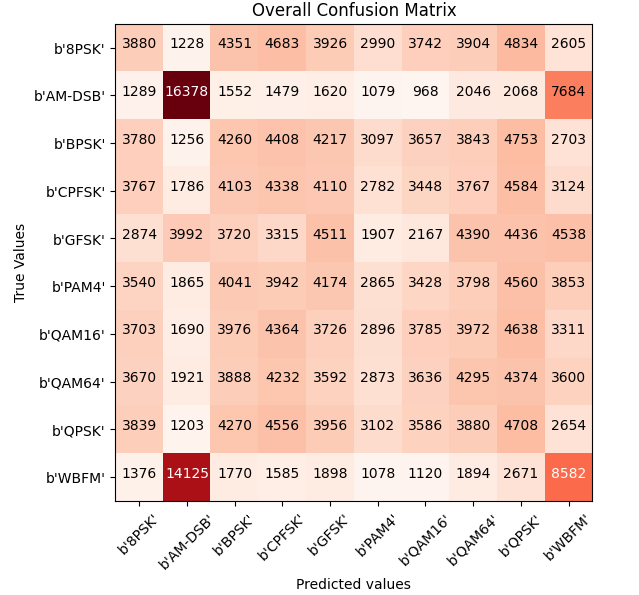 Overall Confusion Matrix
b'8PSK' 3880 1228 4351 4683 3926 2990 3742 3904 4834 2605
b'AM-DSB' 1289 16378 1552 1479 1620 1079 968 2046 2068 7684
b'BPSK' 3780 1256 4260 4408 4217 3097 3657 3843 4753 2703
b'CPFSK' 3767 1786 4103 4338 4110 2782 3448 3767 4584 3124
b'GFSK' 2874 3992 3720 3315 4511 1907 2167 4390 4436 4538
b'PAM4' 3540 1865 4041 3942 4174 2865 3428 3798 4560 3853
b'QAM16' 3703 1690 3976 4364 3726 2896 3785 3972 4638 3311
b'QAM64' 3670 1921 3888 4232 3592 2873 3636 4295 4374 3600
b'QPSK' 3839 1203 4270 4556 3956 3102 3586 3880 4708 2654
b'WBFM' 1376 14125 1770 1585 1898 1078 1120 1894 2671 8582
b'8PSK' b'AM-DSB' b'BPSK' b'CPFSK' b'GFSK' b'PAM4' b'QAM16' b'QAM64' b'QPSK' b'WBFM'
Predicted values
True Values